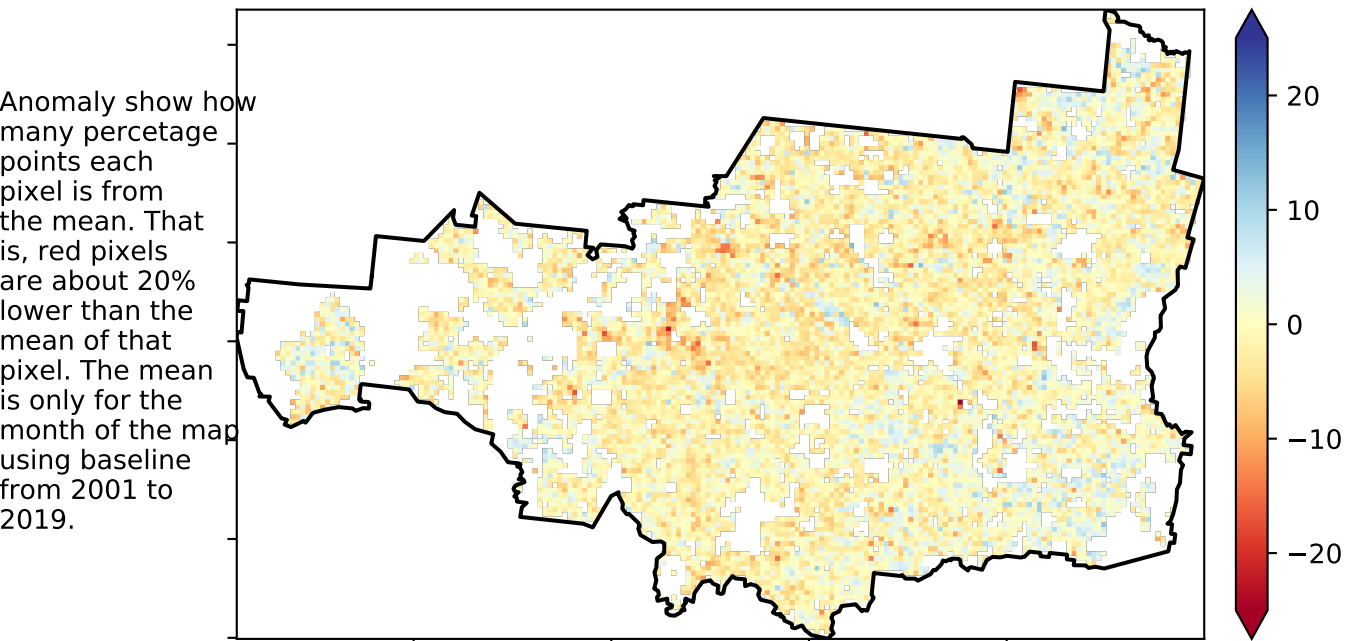 Anomaly show how
many percetage
points each
pixel is from
the mean. That
is, red pixels
are about 20%
lower than the
mean of that
pixel. The mean
is only for the
month of the map
using baseline
from 2001 to
2019.
20
10
0
−10
−20